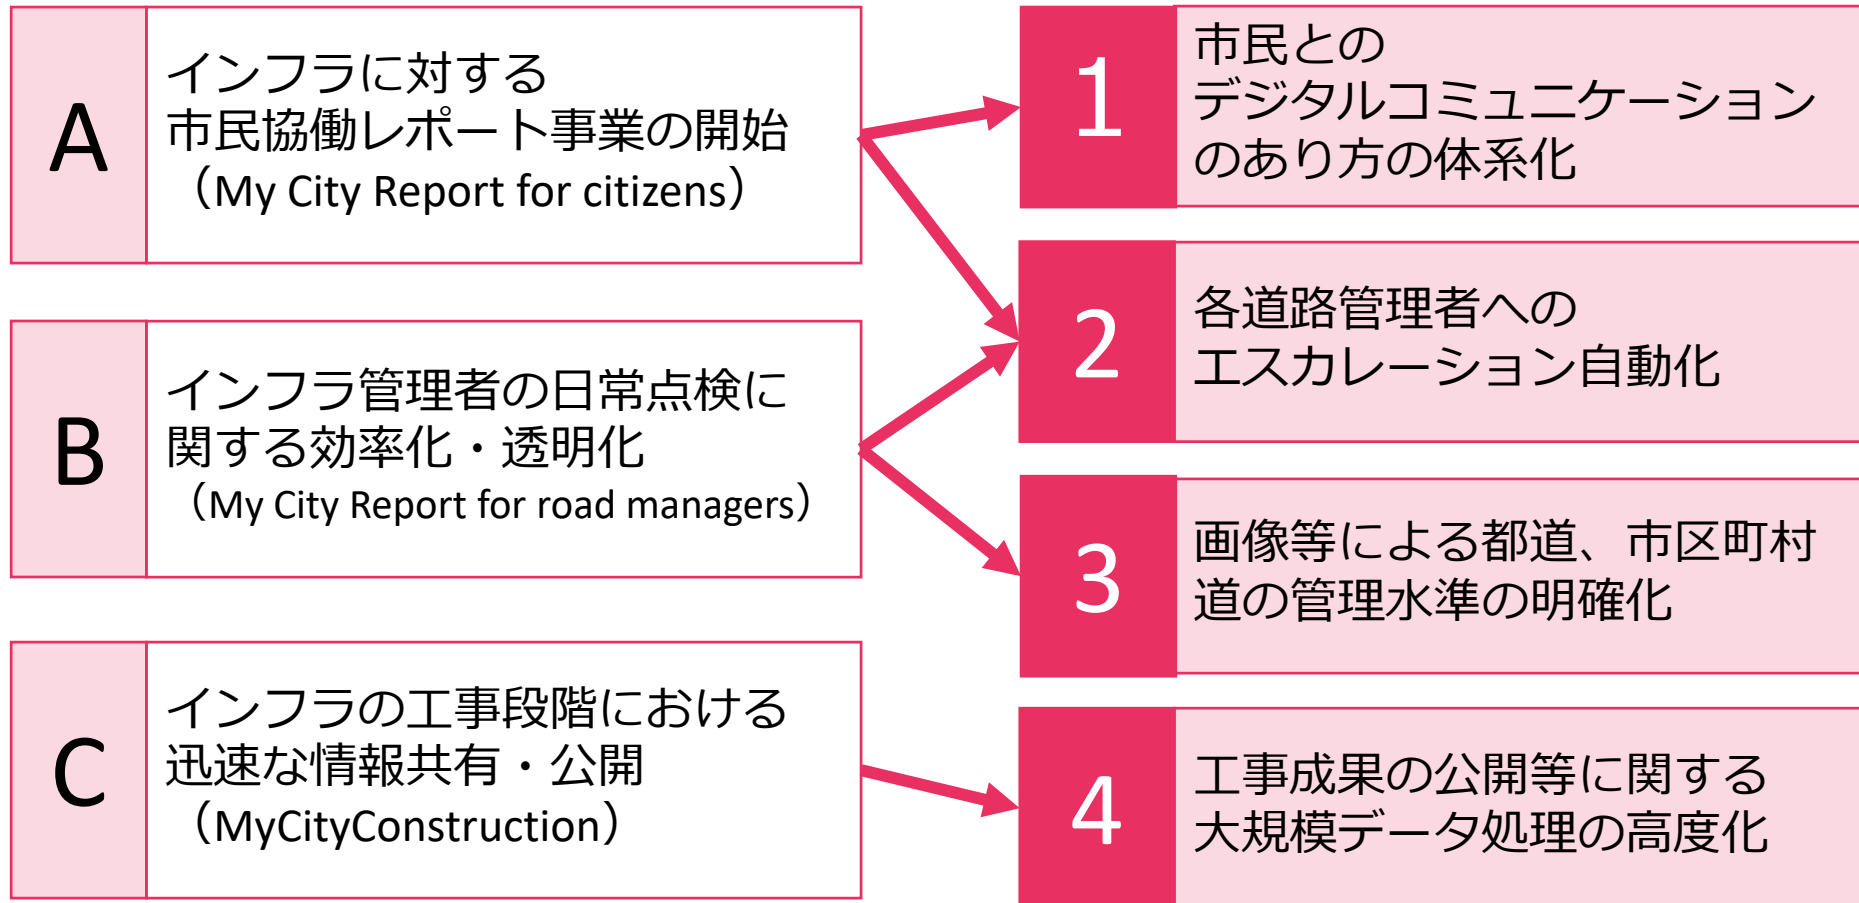 A
インフラに対する
市民協働レポート事業の開始
（My City Report for citizens）
B
インフラ管理者の日常点検に
関する効率化・透明化
（My City Report for road managers）
C
インフラの工事段階における
迅速な情報共有・公開
（MyCityConstruction）
1
市民との
デジタルコミュニケーション
のあり方の体系化
2
各道路管理者への
エスカレーション自動化
3
画像等による都道、市区町村
道の管理水準の明確化
4
工事成果の公開等に関する
大規模データ処理の高度化